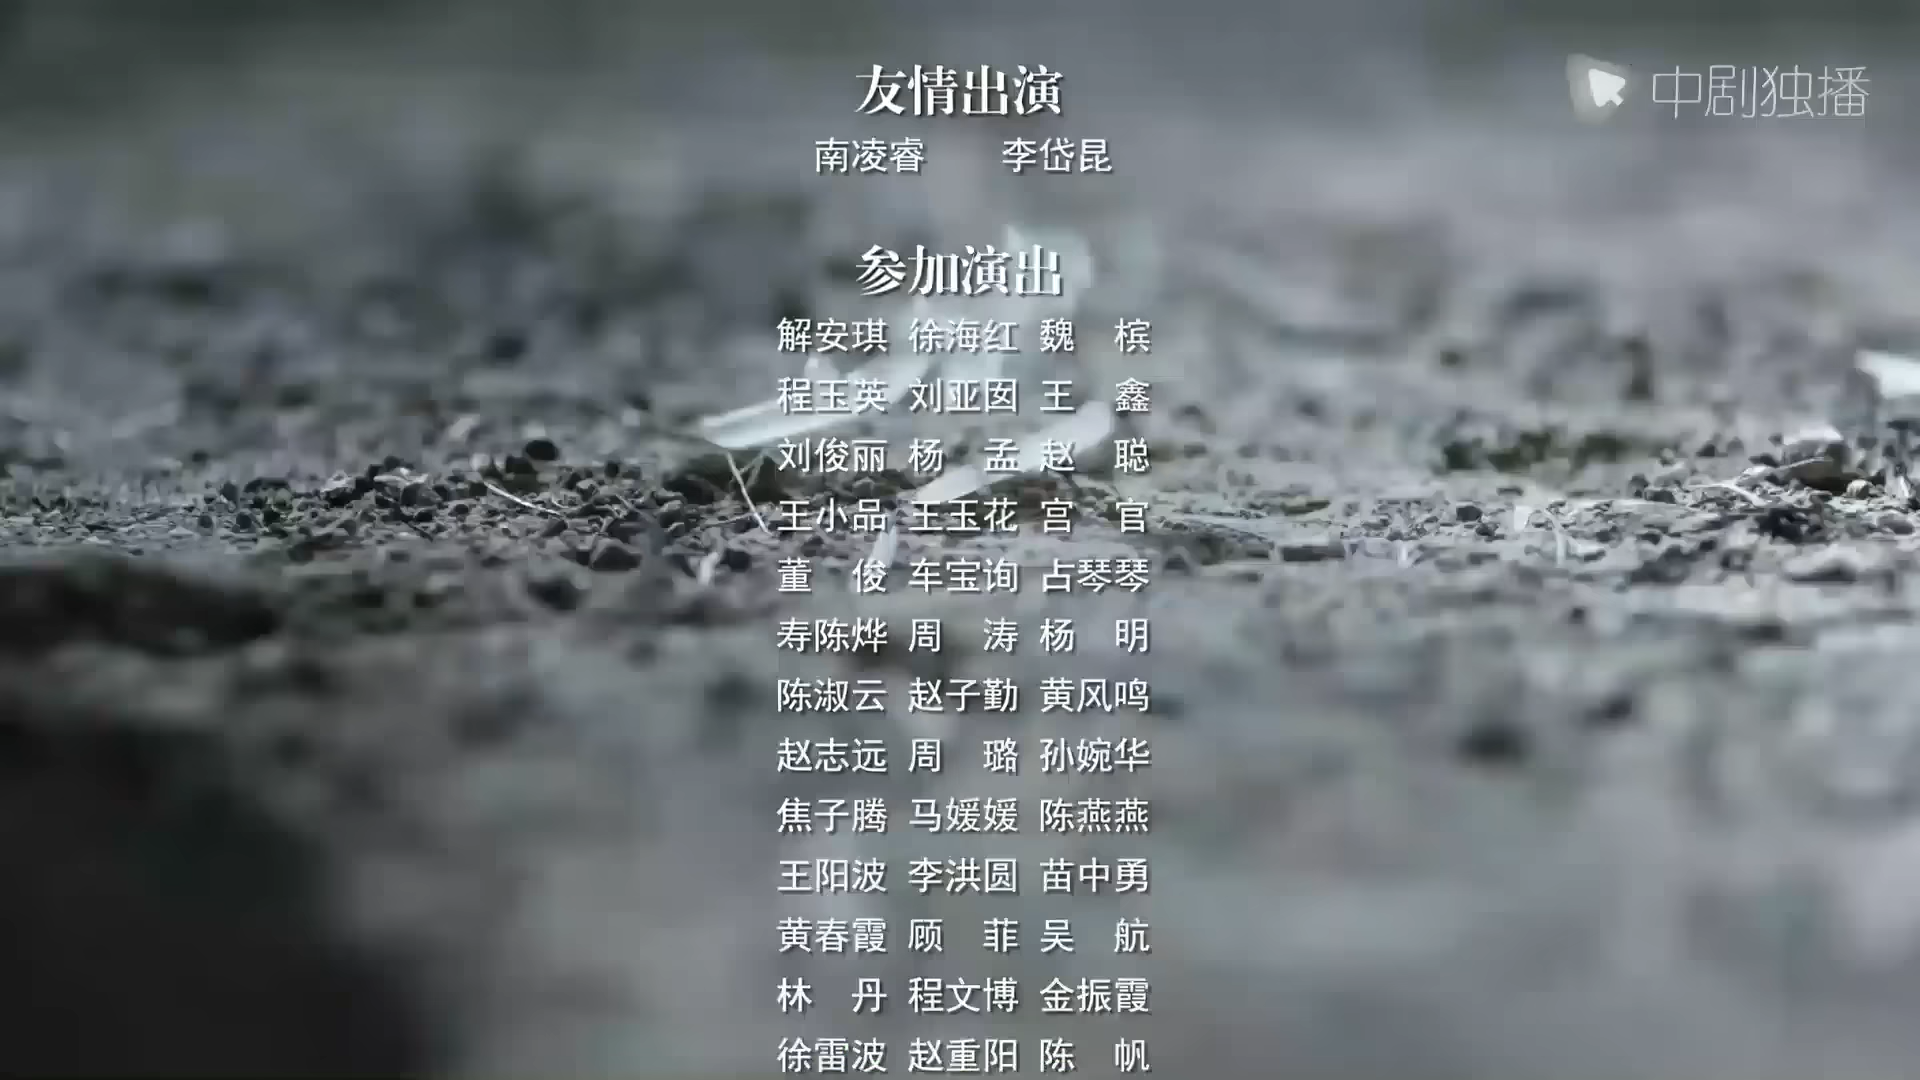 友情出演
中剧独播
南凌睿 李岱昆
参加演出
解安琪 徐海红 魏 槟
程玉英 刘亚囡 王 鑫
刘俊丽 杨 孟 赵 聪
王小品 王玉花 宫 官
董 俊 车宝询 占琴琴
寿陈烨 周 涛 杨 明
陈淑云 赵子勤 黄风鸣
赵志远 周 璐 孙婉华
焦子腾 马媛媛 陈燕燕
王阳波 李洪圆 苗中勇
黄春霞 顾 菲 吴 航
林 丹 程文博 金振霞
徐雷波 赵重阳 陈 帆